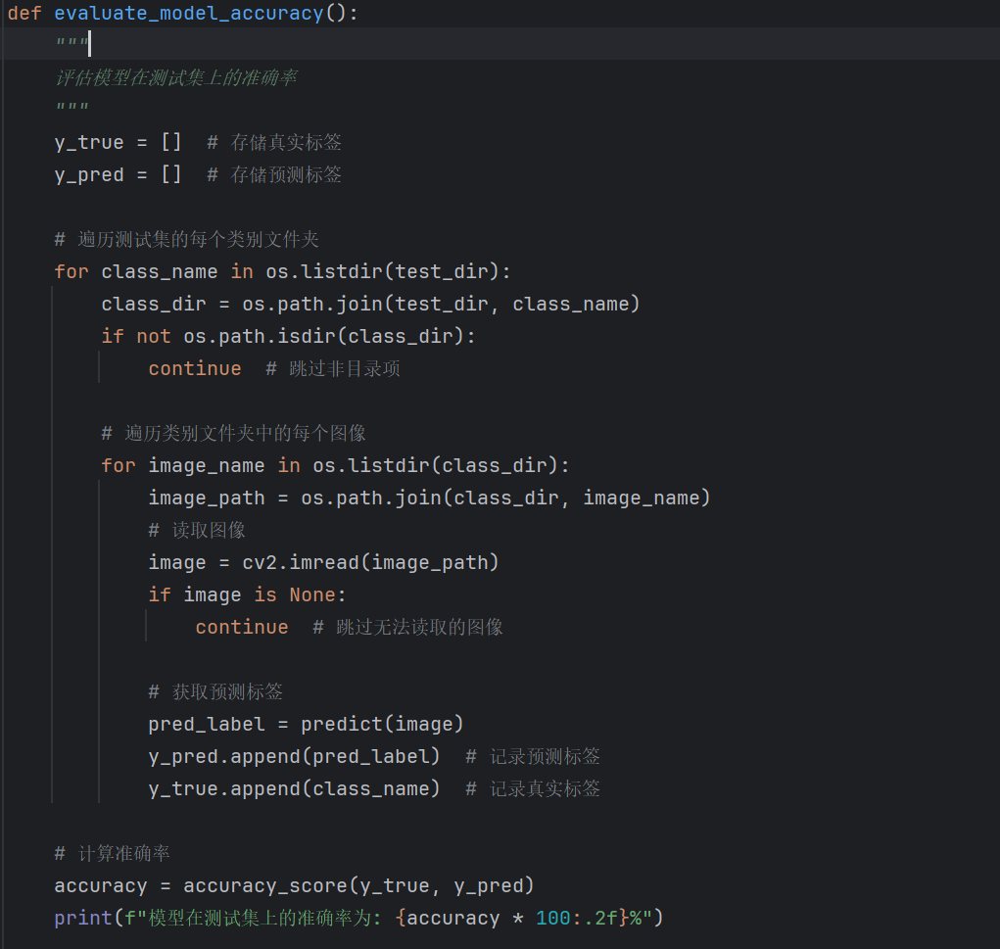 def evaluate_model_accuracy():
    """
    评估模型在测试集上的准确率
    """
    y_true = []  # 存储真实标签
    y_pred = []  # 存储预测标签

    # 遍历测试集的每个类别文件夹
    for class_name in os.listdir(test_dir):
        class_dir = os.path.join(test_dir, class_name)
        if not os.path.isdir(class_dir):
            continue  # 跳过非目录项

        # 遍历类别文件夹中的每个图像
        for image_name in os.listdir(class_dir):
            image_path = os.path.join(class_dir, image_name)
            # 读取图像
            image = cv2.imread(image_path)
            if image is None:
                continue  # 跳过无法读取的图像

            # 获取预测标签
            pred_label = predict(image)
            y_pred.append(pred_label)  # 记录预测标签
            y_true.append(class_name)  # 记录真实标签

    # 计算准确率
    accuracy = accuracy_score(y_true, y_pred)
    print(f"模型在测试集上的准确率为: {accuracy * 100:.2f}%")